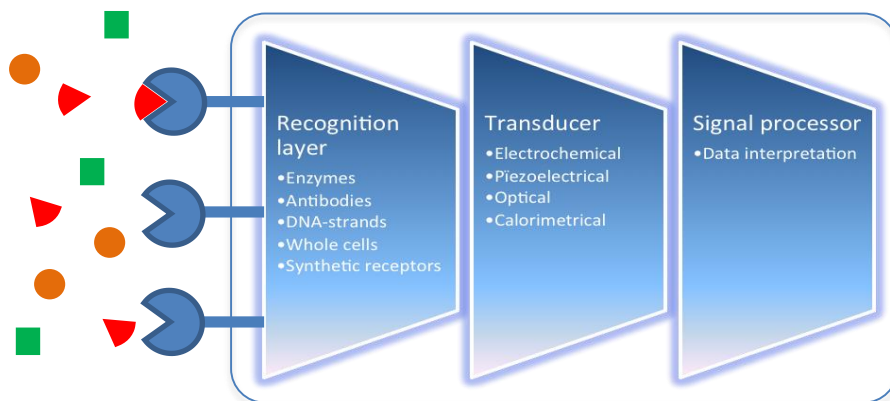 Recognition
layer
•Enzymes
•Antibodies
•DNA-strands
•Whole cells
•Synthetic receptors
Transducer
•Electrochemical
•Pïezoelectrical
•Optical
•Calorimetrical
Signal processor
•Data interpretation